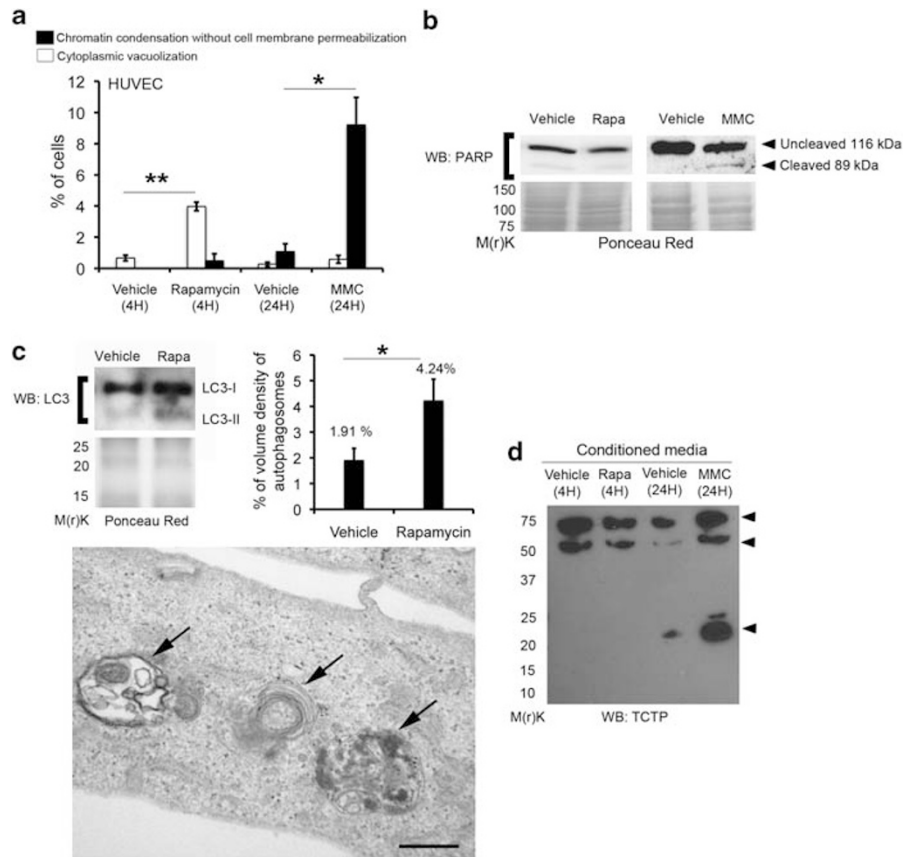 a
Chromatin condensation without cell membrane permeabilization
Cytoplasmic vacuolization
HUVEC
% of cells
12
10
8
6
4
2
0
**
*
Vehicle (4H)
Rapamycin (4H)
Vehicle (24H)
MMC (24H)
b
Vehicle Rapa
Vehicle MMC
WB: PARP
Uncleaved 116 kDa
Cleaved 89 kDa
150
100
75
M(r)K
Ponceau Red
c
Vehicle Rapa
WB: LC3
LC3-I
LC3-II
25
20
15
M(r)K
Ponceau Red
% of volume density of
autophagosomes
6
5
4
3
2
1
0
*
1.91 %
4.24%
Vehicle
Rapamycin
d
Conditioned media
Vehicle (4H)
Rapa (4H)
Vehicle (24H)
MMC (24H)
75
50
37
25
20
15
10
M(r)K
WB: TCTP